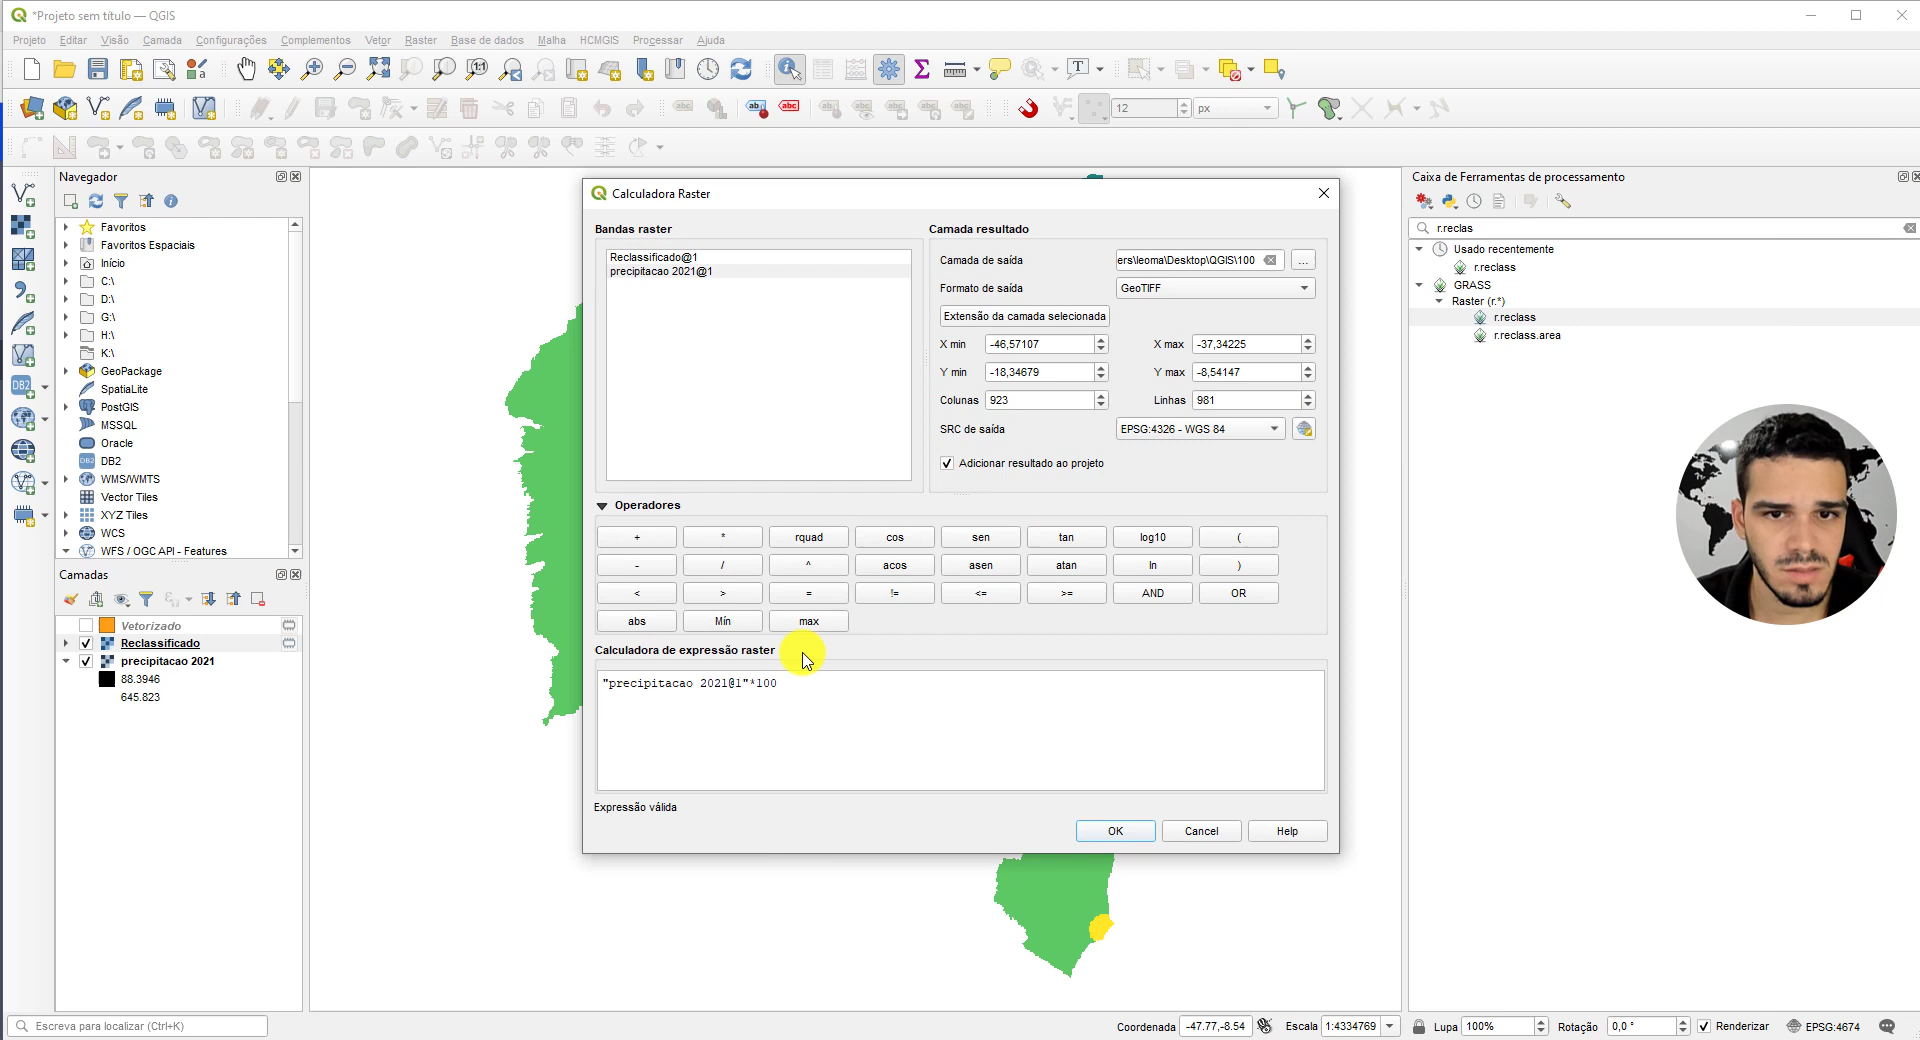 *Projeto sem título — QGIS
Projeto Editar Visão Camada Configurações Complementos Vetor Raster Base de dados Malha HCMGIS Processar Ajuda
12 px
Navegador
Favoritos
Favoritos Espaciais
Início
C:\
D:\
G:\
H:\
K:\
GeoPackage
SpatiaLite
PostGIS
MSSQL
Oracle
DB2
WMS/WMTS
Vector Tiles
XYZ Tiles
WCS
WFS / OGC API - Features
Camadas
Vetorizado
Reclassificado
precipitacao 2021
88.3946
645.823
Calculadora Raster
Bandas raster
Reclassificado@1
precipitacao 2021@1
Camada resultado
Camada de saída ers\leoma\Desktop\QGIS\100 ...
Formato de saída GeoTIFF
Extensão da camada selecionada
X min -46,57107 X max -37,34225
Y min -18,34679 Y max -8,54147
Colunas 923 Linhas 981
SRC de saída EPSG:4326 - WGS 84
Adicionar resultado ao projeto
Operadores
+ * rquad cos sen tan log10 (
- / ^ acos asen atan ln )
< > = != <= >= AND OR
abs Mín max
Calculadora de expressão raster
"precipitacao 2021@1"*100
Expressão válida
OK Cancel Help
Caixa de Ferramentas de processamento
r.reclas
Usado recentemente
r.reclass
GRASS
Raster (r.*)
r.reclass
r.reclass.area
Escreva para localizar (Ctrl+K)
Coordenada -47.77,-8.54 Escala 1:4334769 Lupa 100% Rotação 0,0 ° Renderizar EPSG:4674